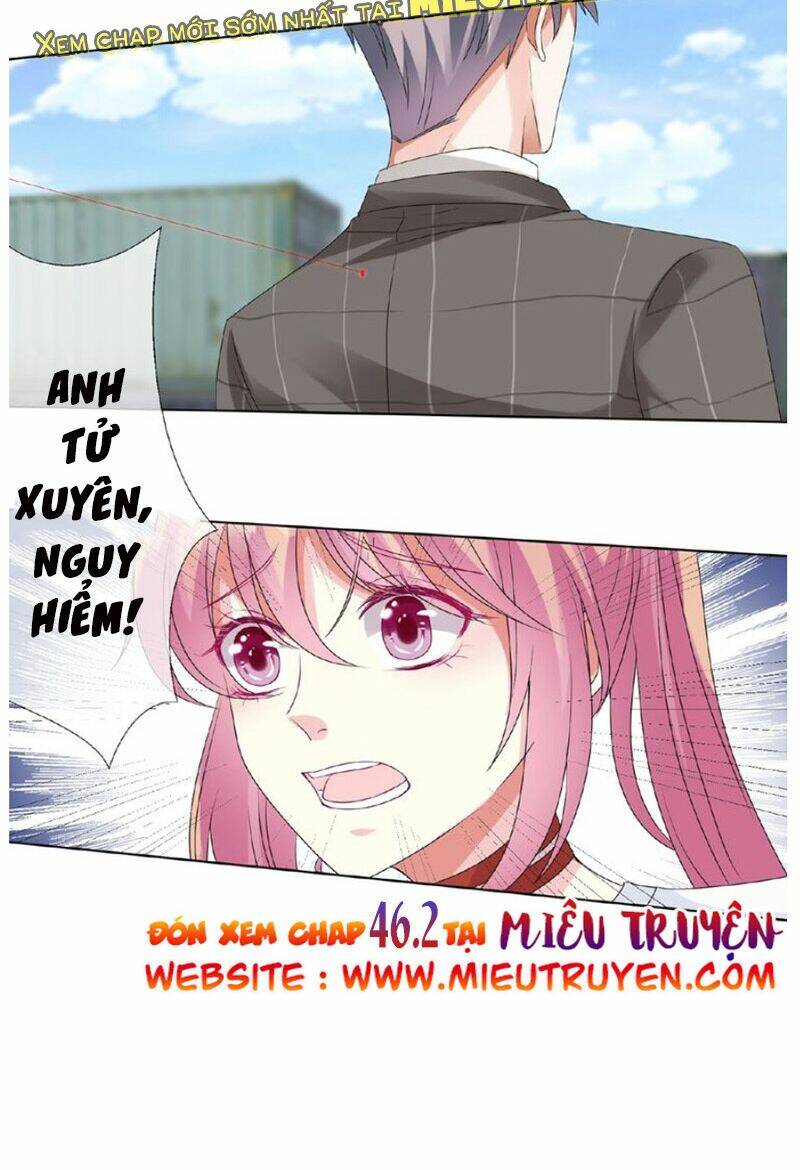 XEM CHAP MỚI SỚM NHẤT TẠI
ANH
TỬ
XUYÊN,
NGUY
HIỂM!
ĐÓN XEM CHAP 46.2 TẠI MIÊU TRUYỆN
WEBSITE : WWW.MIEUTRUYEN.COM